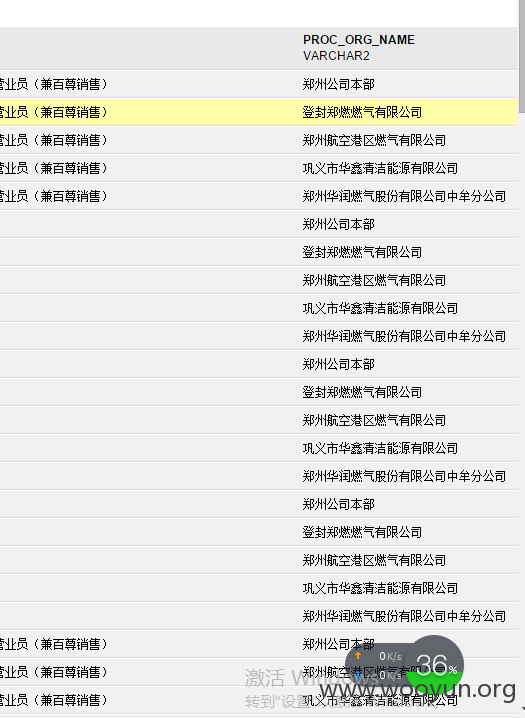 PROC_ORG_NAME
VARCHAR2
营业员（兼百尊销售） 郑州公司本部
营业员（兼百尊销售） 登封郑燃燃气有限公司
营业员（兼百尊销售） 郑州航空港区燃气有限公司
营业员（兼百尊销售） 巩义市华鑫清洁能源有限公司
营业员（兼百尊销售） 郑州华润燃气股份有限公司中牟分公司
郑州公司本部
登封郑燃燃气有限公司
郑州航空港区燃气有限公司
巩义市华鑫清洁能源有限公司
郑州华润燃气股份有限公司中牟分公司
郑州公司本部
登封郑燃燃气有限公司
郑州航空港区燃气有限公司
巩义市华鑫清洁能源有限公司
郑州华润燃气股份有限公司中牟分公司
郑州公司本部
登封郑燃燃气有限公司
郑州航空港区燃气有限公司
巩义市华鑫清洁能源有限公司
郑州华润燃气股份有限公司中牟分公司
营业员（兼百尊销售） 郑州公司本部
营业员（兼百尊销售） 郑州航空港区燃气有限公司
营业员（兼百尊销售） 巩义市华鑫清洁能源有限公司
0K/s
36%
激活 Windows
转到"设置
www.wooyun.org